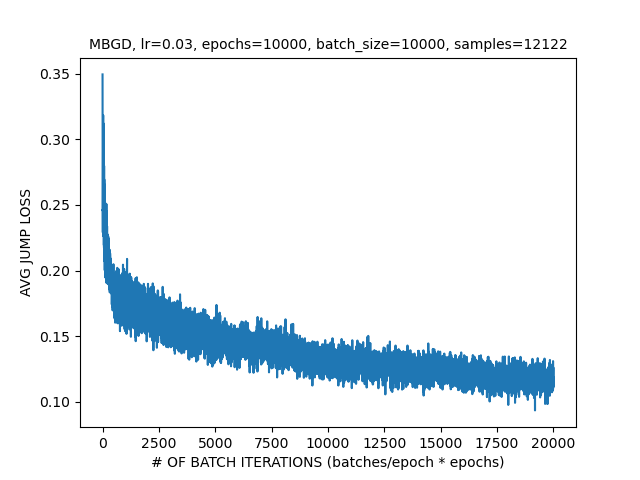 MBGD, lr=0.03, epochs=10000, batch_size=10000, samples=12122
0.35
0.30
0.25
0.20
0.15
0.10
AVG JUMP LOSS
0 2500 5000 7500 10000 12500 15000 17500 20000
# OF BATCH ITERATIONS (batches/epoch * epochs)